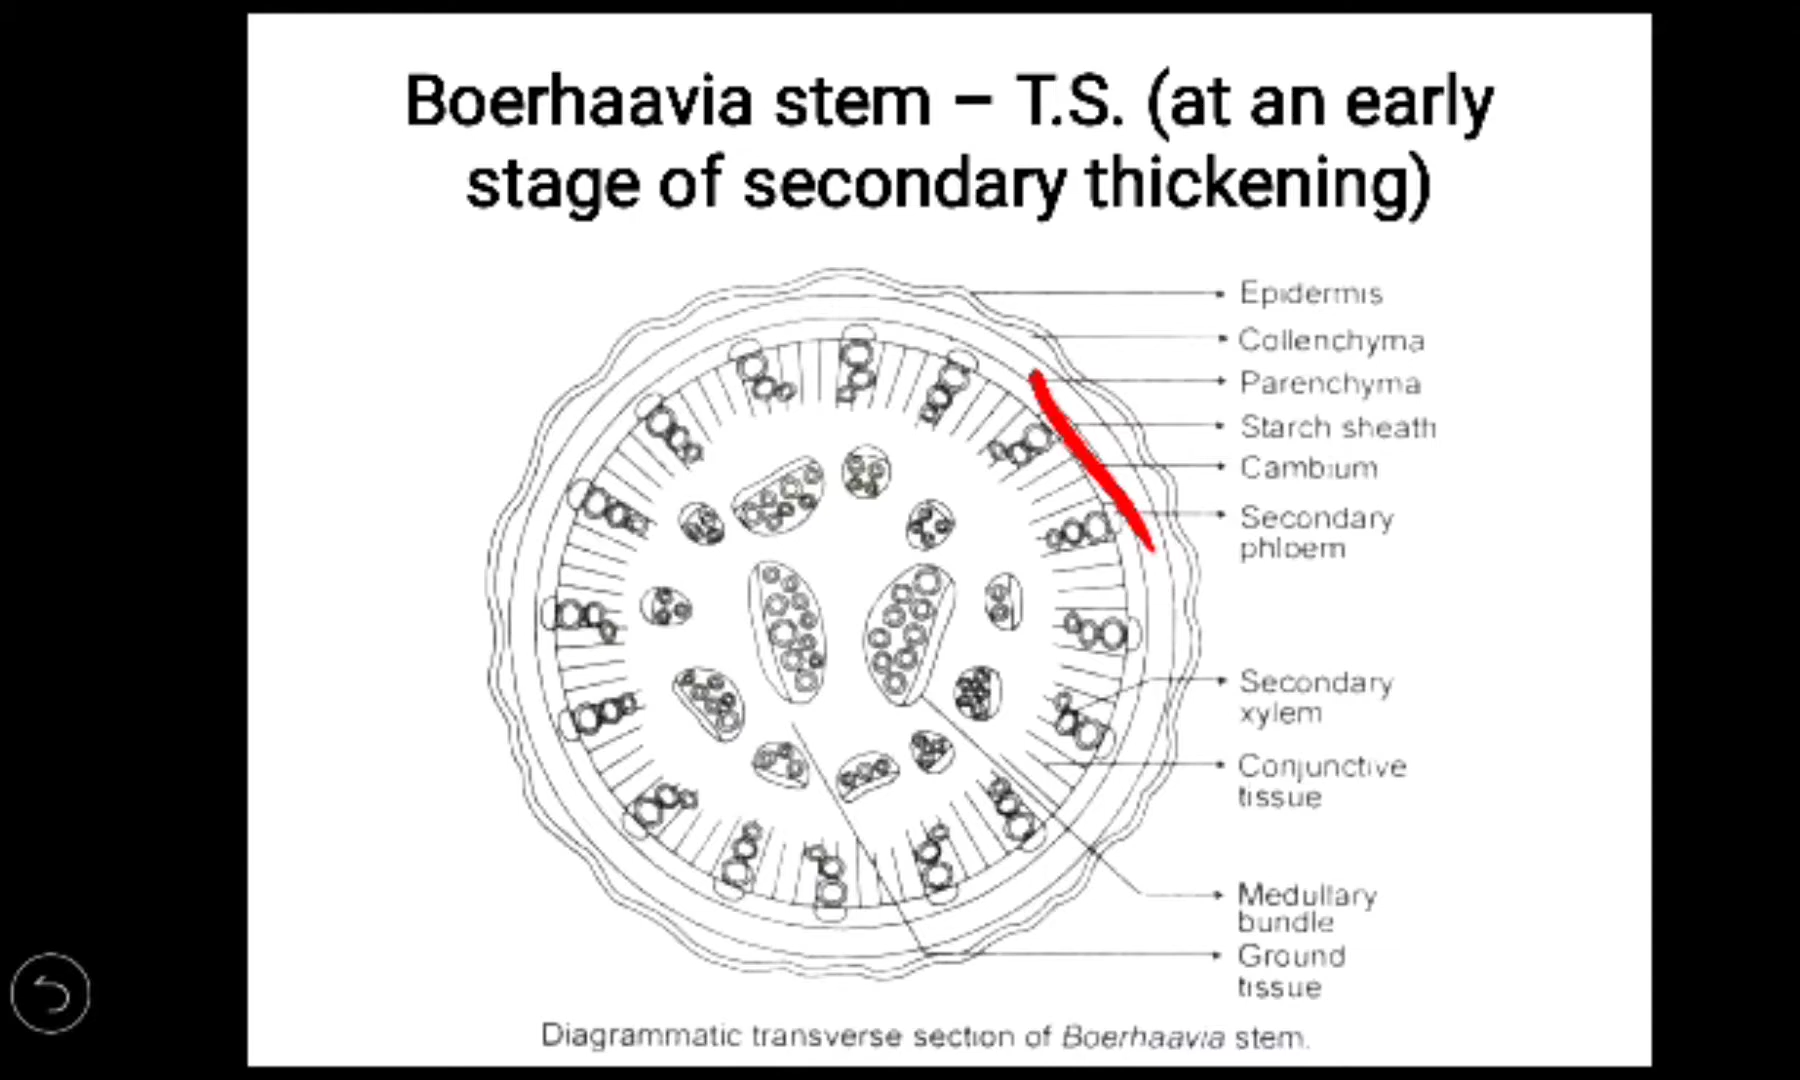 Boerhaavia stem – T.S. (at an early
stage of secondary thickening)
Epidermis
Collenchyma
Parenchyma
Starch sheath
Cambium
Secondary
phloem
Secondary
xylem
Conjunctive
tissue
Medullary
bundle
Ground
tissue
Diagrammatic transverse section of Boerhaavia stem.